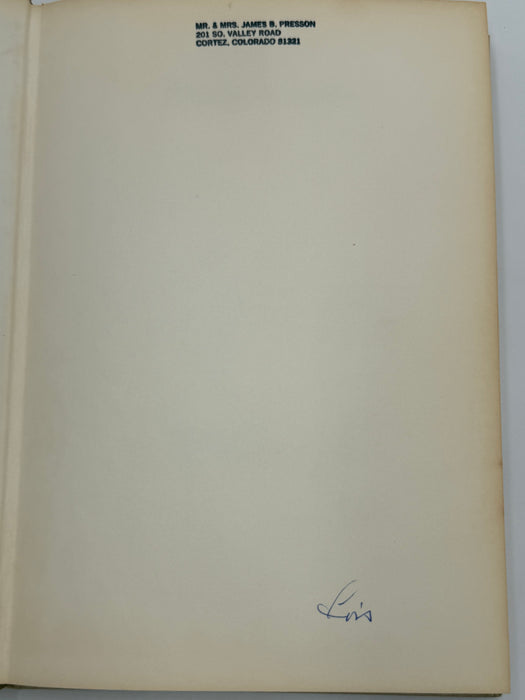 MR. & MRS. JAMES B. PRESSON
201 SO. VALLEY ROAD
CORTEZ, COLORADO 81321
Lois